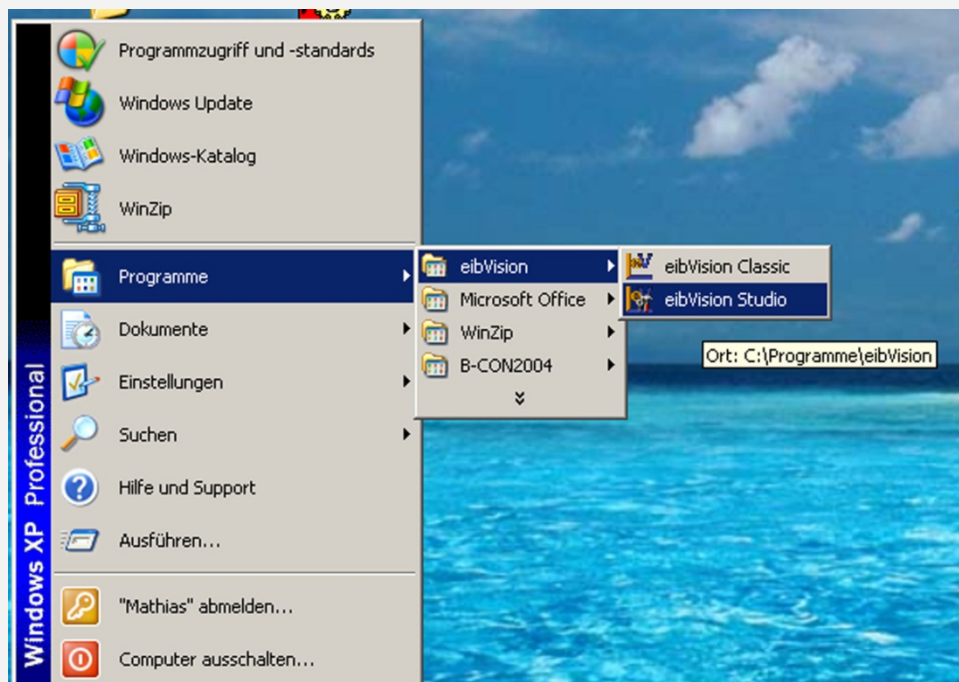 Programmzugriff und -standards
Windows Update
Windows-Katalog
WinZip
Programme
Dokumente
Einstellungen
Suchen
Hilfe und Support
Ausführen...
"Mathias" abmelden...
Computer ausschalten...
Windows XP Professional
eibVision
Microsoft Office
WinZip
B-CON2004
eibVision Classic
eibVision Studio
Ort: C:\Programme\eibVision